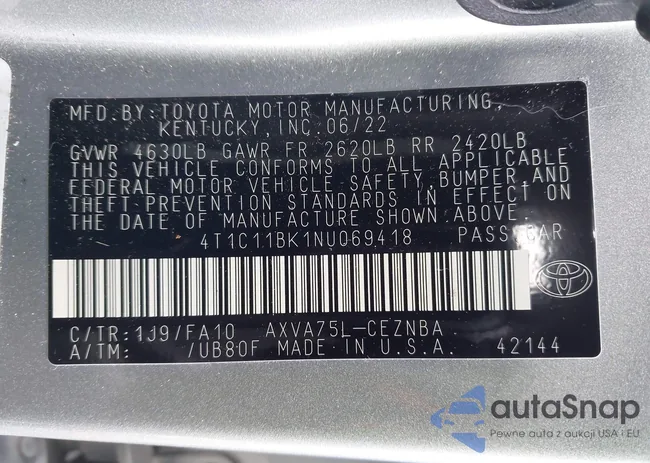 MFD.BY:TOYOTA MOTOR MANUFACTURING,
KENTUCKY,INC.06/22
GVWR 4630LB GAWR FR 2620LB RR 2420LB
THIS VEHICLE CONFORMS TO ALL APPLICABLE
FEDERAL MOTOR VEHICLE SAFETY,BUMPER,AND
THEFT PREVENTION STANDARDS IN EFFECT ON
THE DATE OF MANUFACTURE SHOWN ABOVE.
4T1C11BK1NU069418 PASS.CAR
C/TR:1J9/FA10 AXVA75L-CEZNBA
A/TM: /UB80F MADE IN U.S.A. 42144
autaSnap
Pewne auta z aukcji USA i EU